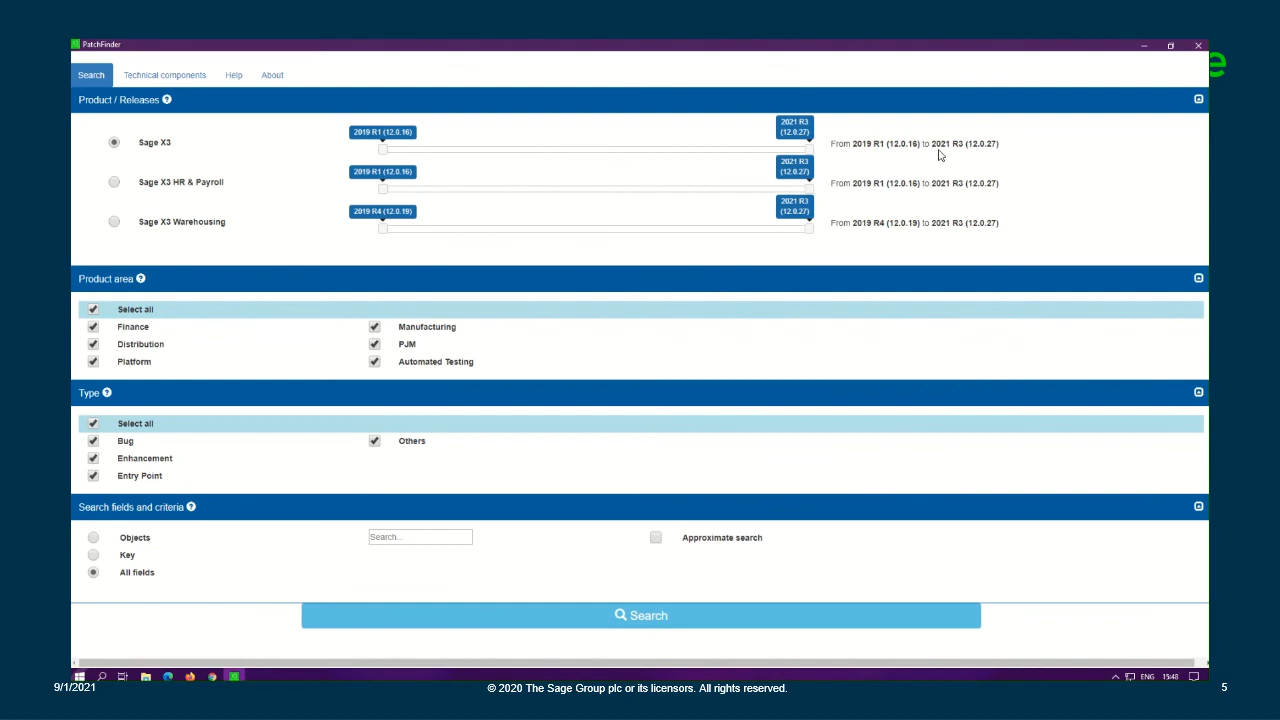 PatchFinder
Search Technical components Help About
Product / Releases ?
2019 R1 (12.0.16)
2021 R3
(12.0.27)
Sage X3
From 2019 R1 (12.0.16) to 2021 R3 (12.0.27)
2019 R1 (12.0.16)
2021 R3
(12.0.27)
Sage X3 HR & Payroll
From 2019 R1 (12.0.16) to 2021 R3 (12.0.27)
2019 R4 (12.0.19)
2021 R3
(12.0.27)
Sage X3 Warehousing
From 2019 R4 (12.0.19) to 2021 R3 (12.0.27)
Product area ?
Select all
Finance Manufacturing
Distribution PJM
Platform Automated Testing
Type ?
Select all
Bug Others
Enhancement
Entry Point
Search fields and criteria ?
Objects Search... Approximate search
Key
All fields
Search
ENG 15:48
9/1/2021 © 2020 The Sage Group plc or its licensors. All rights reserved. 5